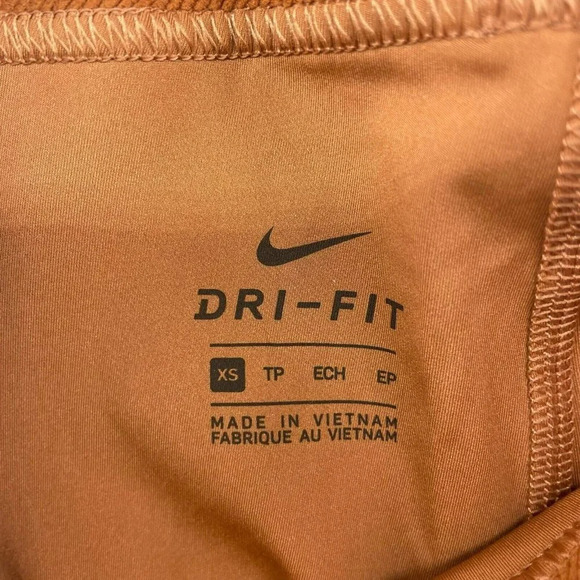 DRI-FIT
XS TP ECH EP
MADE IN VIETNAM
FABRIQUE AU VIETNAM